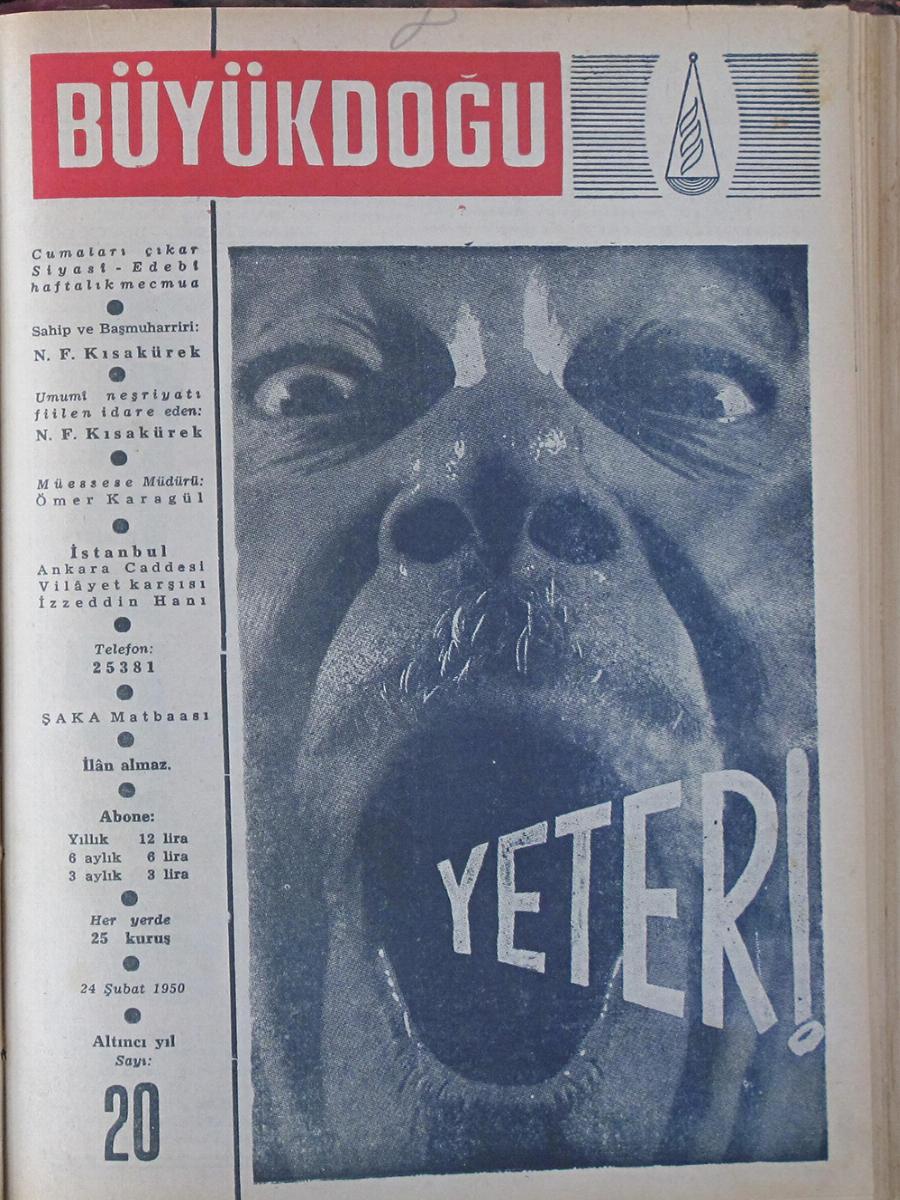 BÜYÜKDOĞU
Cumaları çıkar
Siyasî - Edebî
haftalık mecmua
Sahip ve Başmuharriri:
N. F. Kısakürek
Umumî neşriyatı
fiilen idare eden:
N. F. Kısakürek
Müessese Müdürü:
Ömer Karagül
İstanbul
Ankara Caddesi
Vilâyet karşısı
İzzeddin Hanı
Telefon:
25381
ŞAKA Matbaası
İlân almaz.
Abone:
Yıllık 12 lira
6 aylık 6 lira
3 aylık 3 lira
Her yerde
25 kuruş
24 Şubat 1950
Altıncı yıl
Sayı:
20
YETER!